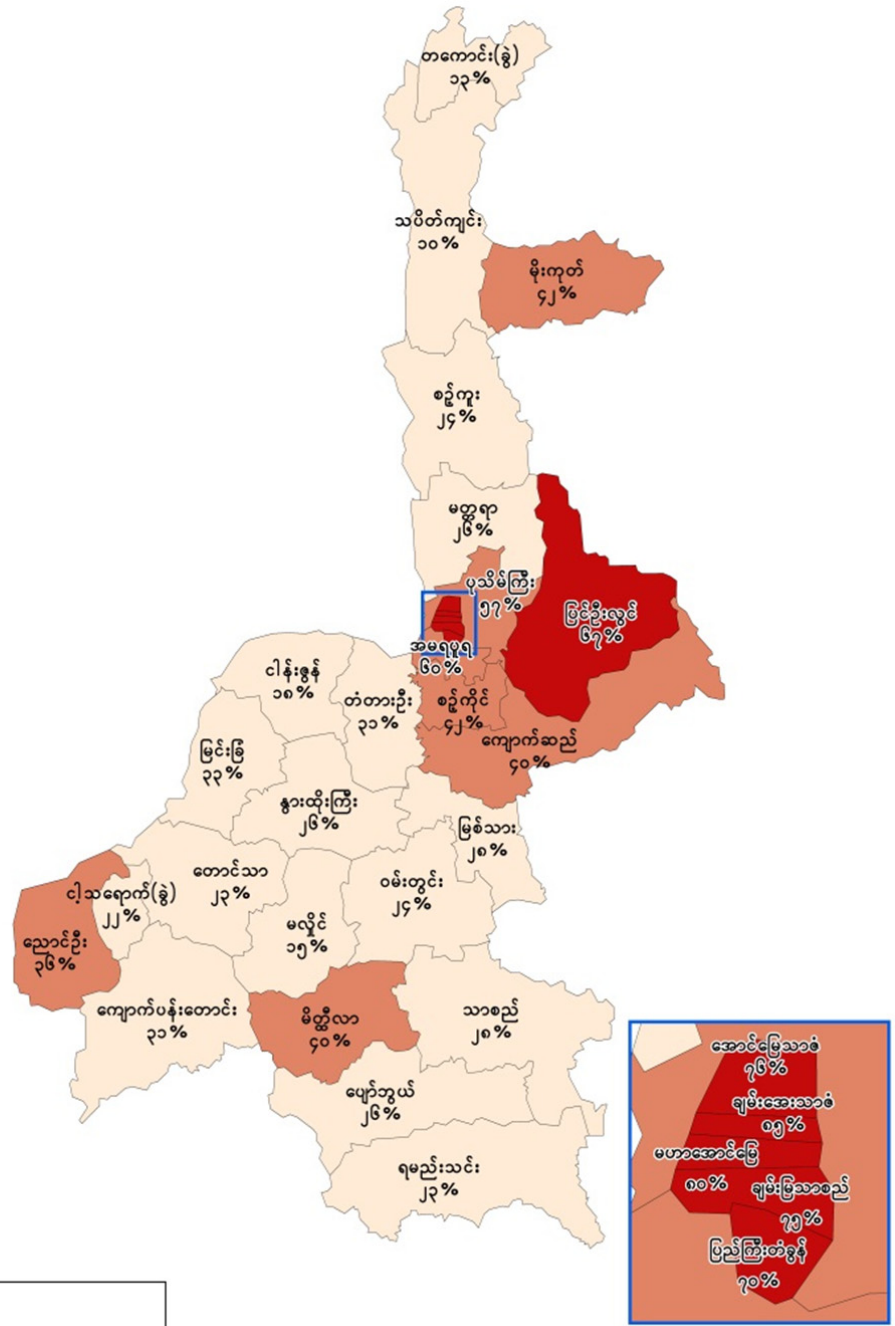 တကောင်း(ခွဲ)
၁၃%
သပိတ်ကျင်း
၁၀%
မိုးကုတ်
၄၂%
စဉ့်ကူး
၂၄%
မတ္တရာ
၂၆%
ပုသိမ်ကြီး
၅၇%
ပြင်ဦးလွင်
၆၇%
အမရပူရ
၆၀%
ငါန်းဇွန်
၁၈%
တံတားဦး
၃၁%
စဉ့်ကိုင်
၄၂%
ကျောက်ဆည်
၄၀%
မြင်းခြံ
၃၃%
နွားထိုးကြီး
၂၆%
မြစ်သား
၂၈%
တောင်သာ
၂၃%
ဝမ်းတွင်း
၂၄%
ငါ့သရောက်(ခွဲ)
၂၂%
မလှိုင်
၁၅%
ညောင်ဦး
၃၆%
ကျောက်ပန်းတောင်း
၃၁%
မိတ္ထီလာ
၄၀%
သာစည်
၂၈%
ပျော်ဘွယ်
၂၆%
ရမည်းသင်း
၂၃%
အောင်မြေသာစံ
၇၆%
ချမ်းအေးသာဇံ
၈၅%
မဟာအောင်မြေ
၈၀%
ချမ်းမြသာစည်
၇၅%
ပြည်ကြီးတံခွန်
၇၀%